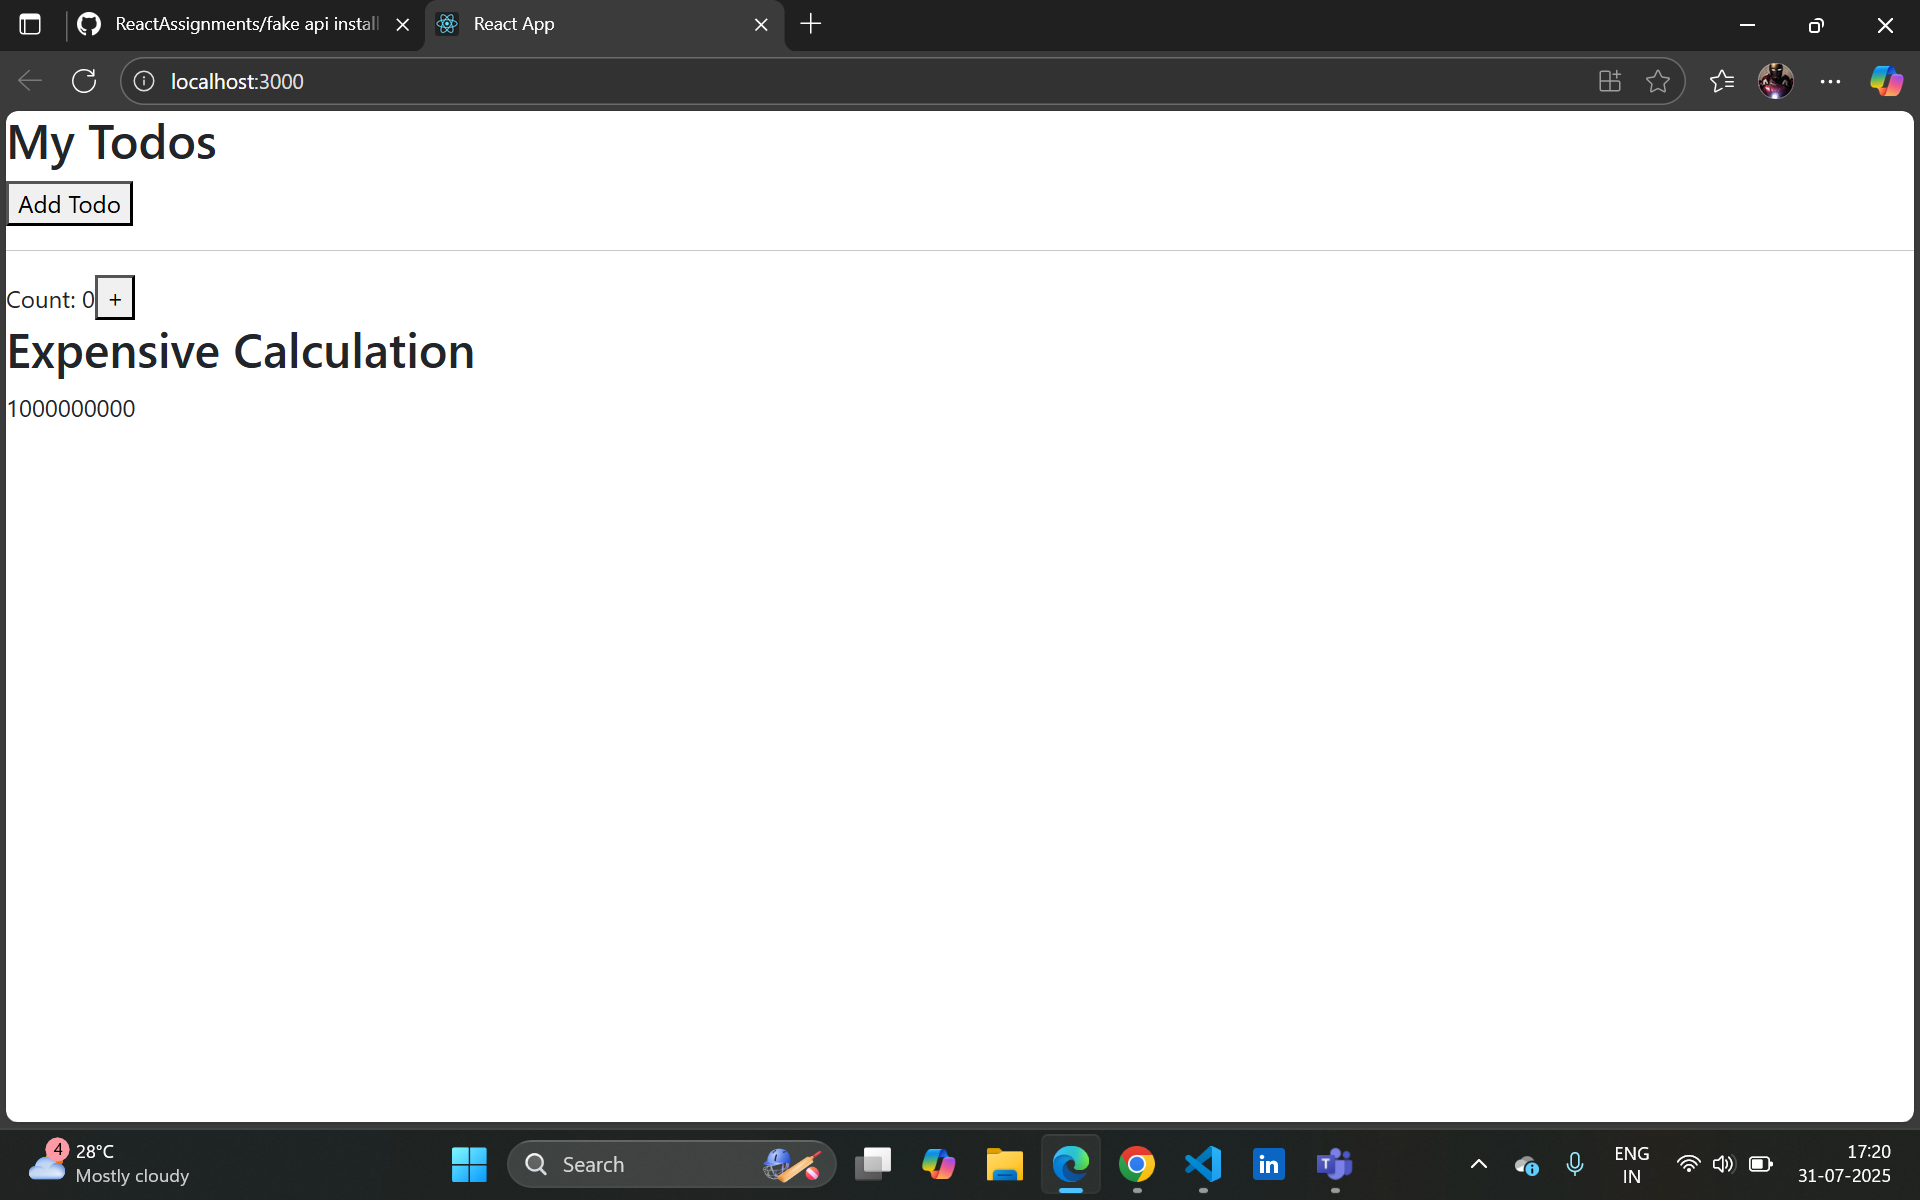 ReactAssignments/fake api install
React App
localhost:3000
My Todos
Add Todo
Count: 0
+
Expensive Calculation
1000000000
4
28°C
Mostly cloudy
Search
ENG
IN
17:20
31-07-2025